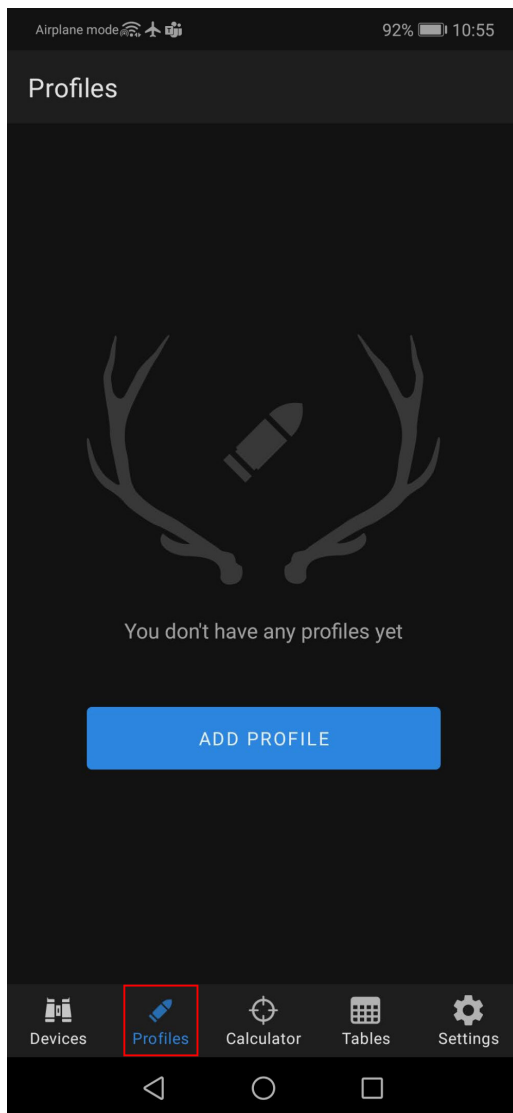 Airplane mode 92% 10:55
Profiles
You don't have any profiles yet
ADD PROFILE
Devices Profiles Calculator Tables Settings